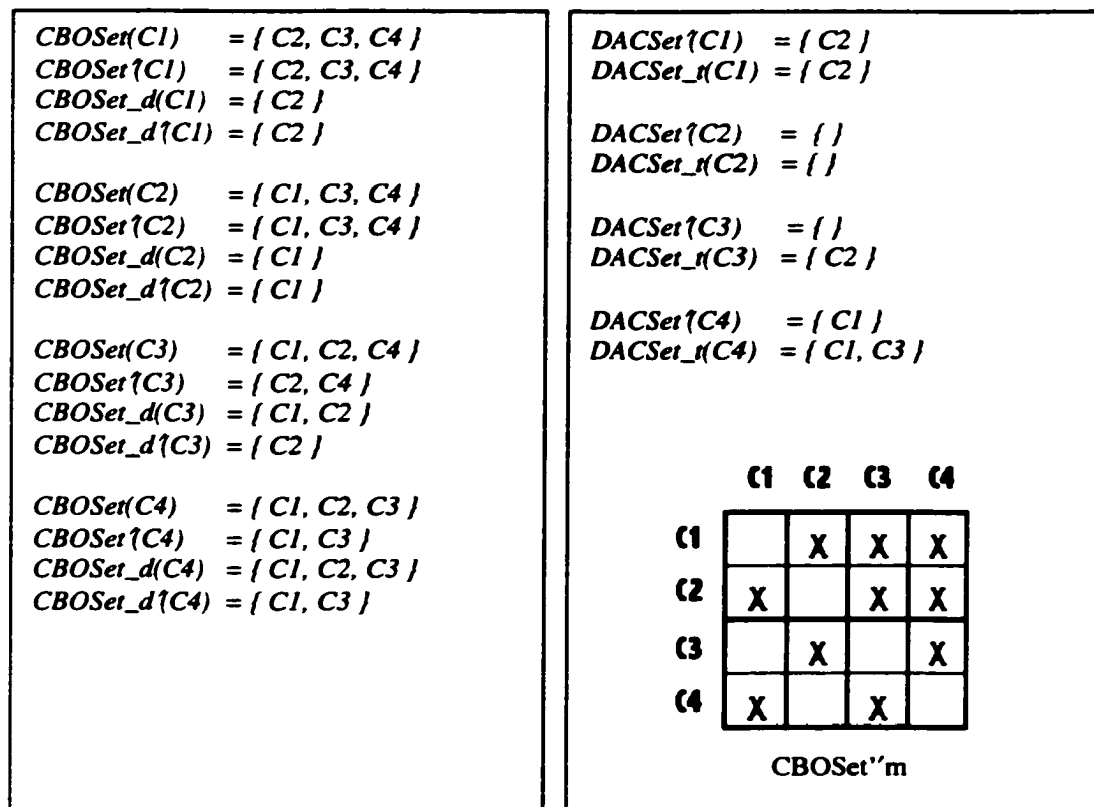 CBOSet(C1) = { C2, C3, C4 }
CBOSet'(C1) = { C2, C3, C4 }
CBOSet_d(C1) = { C2 }
CBOSet_d'(C1) = { C2 }
CBOSet(C2) = { C1, C3, C4 }
CBOSet'(C2) = { C1, C3, C4 }
CBOSet_d(C2) = { C1 }
CBOSet_d'(C2) = { C1 }
CBOSet(C3) = { C1, C2, C4 }
CBOSet'(C3) = { C2, C4 }
CBOSet_d(C3) = { C1, C2 }
CBOSet_d'(C3) = { C2 }
CBOSet(C4) = { C1, C2, C3 }
CBOSet'(C4) = { C1, C3 }
CBOSet_d(C4) = { C1, C2, C3 }
CBOSet_d'(C4) = { C1, C3 }
DACSet'(C1) = { C2 }
DACSet_t(C1) = { C2 }
DACSet'(C2) = { }
DACSet_t(C2) = { }
DACSet'(C3) = { }
DACSet_t(C3) = { C2 }
DACSet'(C4) = { C1 }
DACSet_t(C4) = { C1, C3 }
C1 C2 C3 C4
C1 X X X
C2 X X X
C3 X X
C4 X X
CBOSet''m